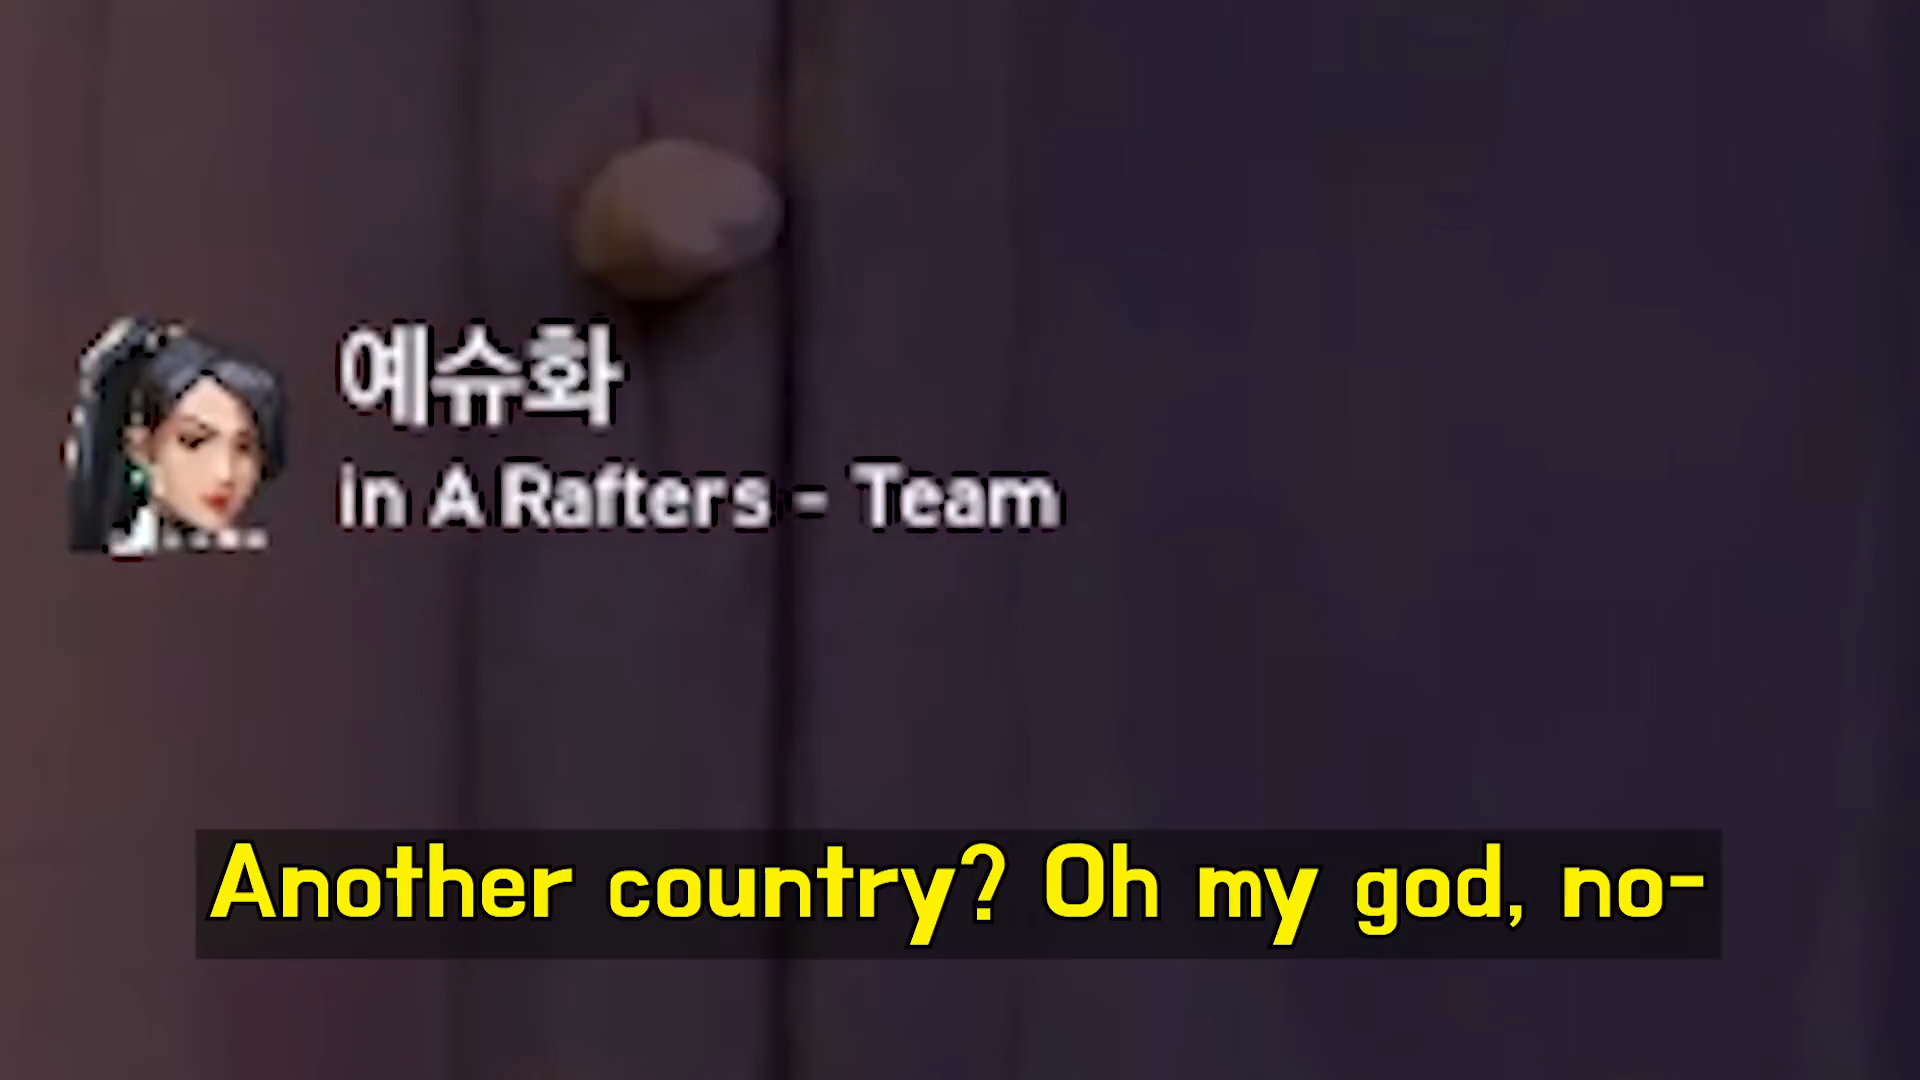 예슈화
in A Rafters - Team
Another country? Oh my god, no-